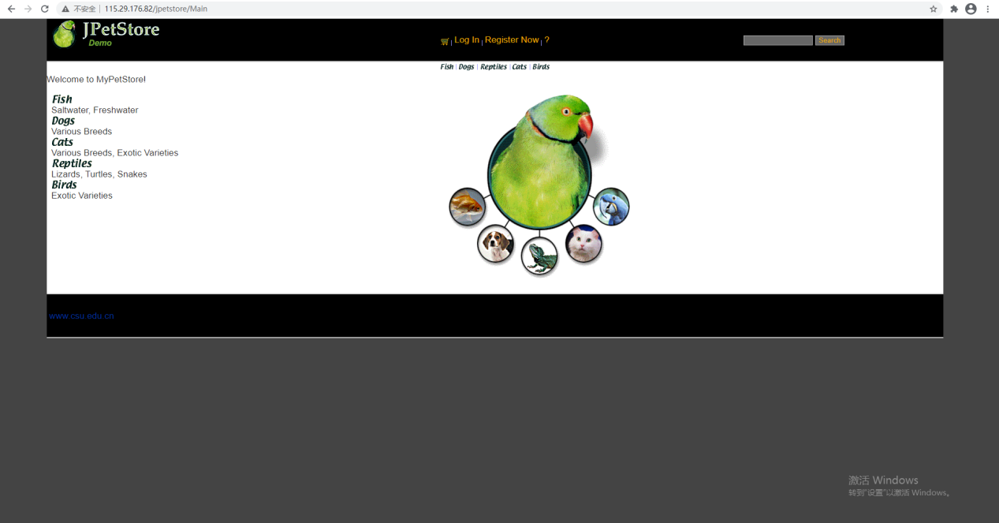 不安全 115.29.176.82/jpetstore/Main
JPetStore
Demo
Log In | Register Now | ?
Search
Fish | Dogs | Reptiles | Cats | Birds
Welcome to MyPetStore!
Fish
Saltwater, Freshwater
Dogs
Various Breeds
Cats
Various Breeds, Exotic Varieties
Reptiles
Lizards, Turtles, Snakes
Birds
Exotic Varieties
www.csu.edu.cn
激活 Windows
转到"设置"以激活 Windows。